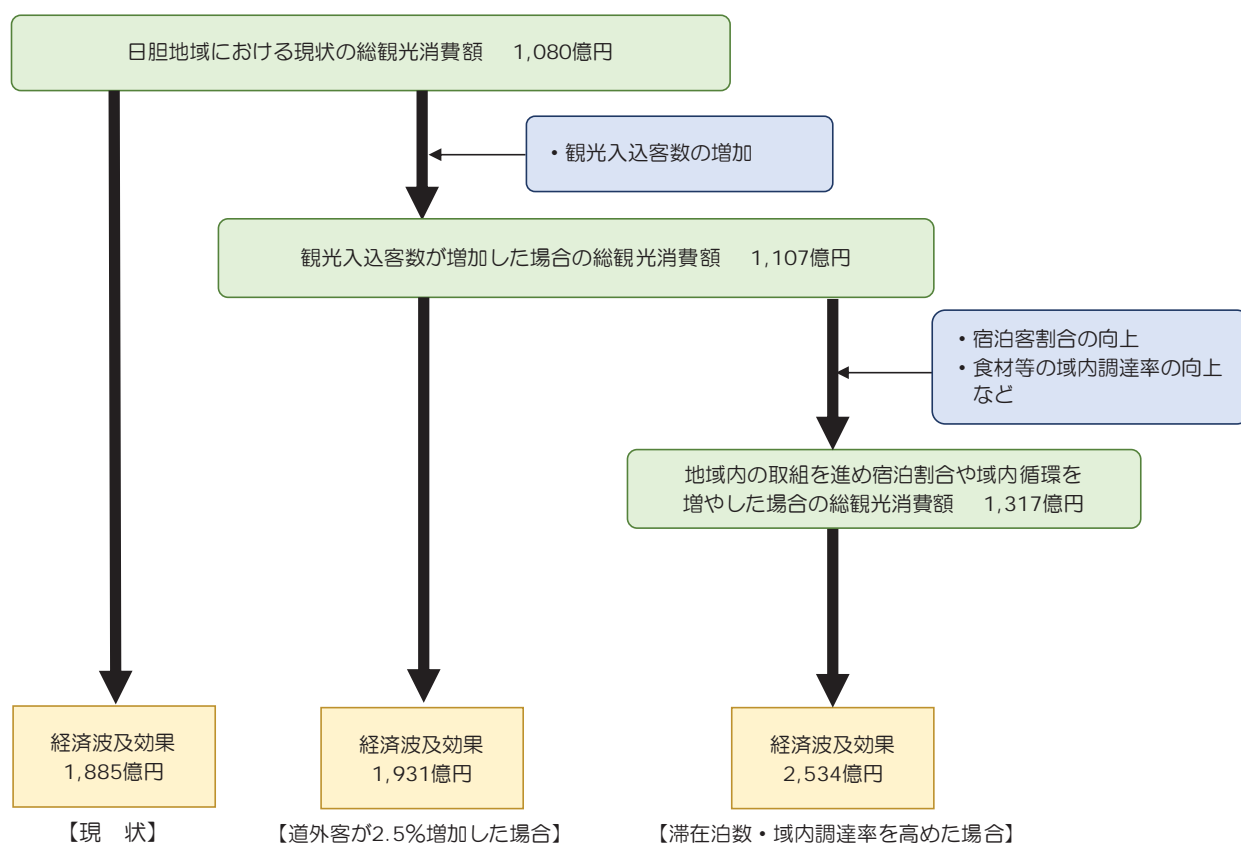 日胆地域における現状の総観光消費額　1,080億円
・観光入込客数の増加
観光入込客数が増加した場合の総観光消費額　1,107億円
・宿泊客割合の向上
・食材等の域内調達率の向上
など
地域内の取組を進め宿泊割合や域内循環を
増やした場合の総観光消費額　1,317億円
経済波及効果
1,885億円
経済波及効果
1,931億円
経済波及効果
2,534億円
【現　状】
【道外客が2.5%増加した場合】
【滞在泊数・域内調達率を高めた場合】